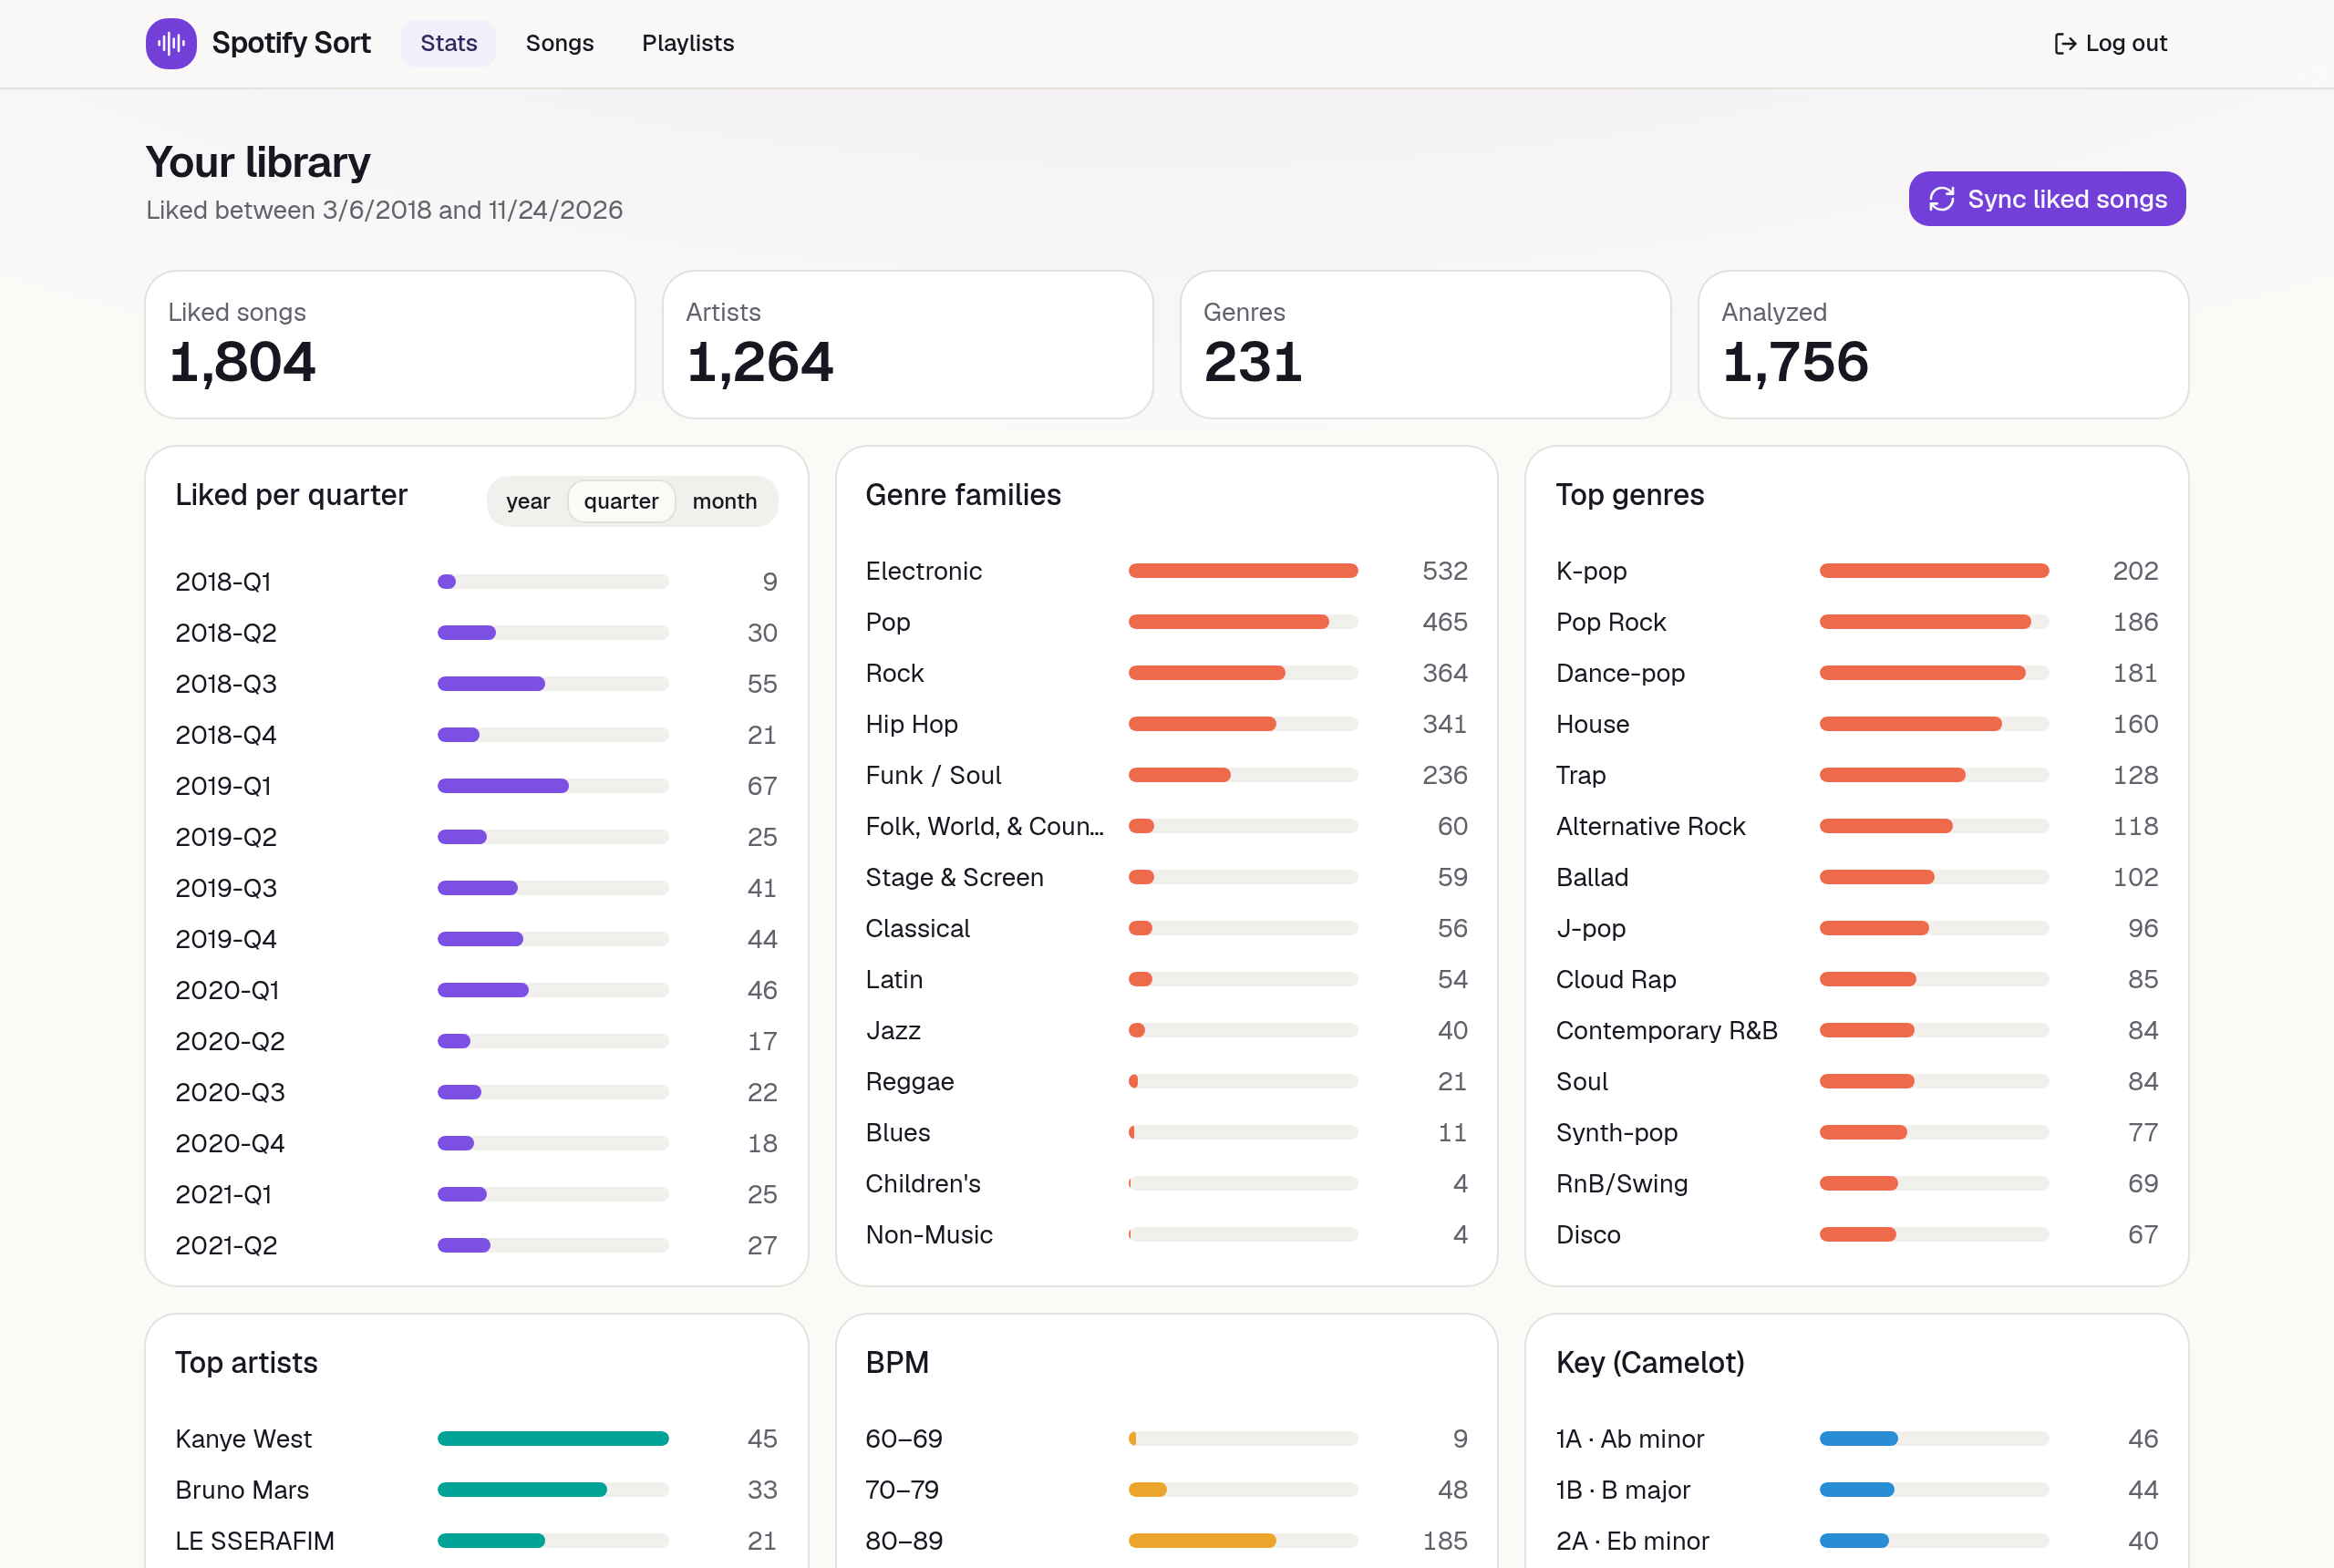 Spotify Sort
Stats
Songs
Playlists
Log out
Your library
Liked between 3/6/2018 and 11/24/2026
Sync liked songs
Liked songs
1,804
Artists
1,264
Genres
231
Analyzed
1,756
Liked per quarter
year
quarter
month
2018-Q1 9
2018-Q2 30
2018-Q3 55
2018-Q4 21
2019-Q1 67
2019-Q2 25
2019-Q3 41
2019-Q4 44
2020-Q1 46
2020-Q2 17
2020-Q3 22
2020-Q4 18
2021-Q1 25
2021-Q2 27
Genre families
Electronic 532
Pop 465
Rock 364
Hip Hop 341
Funk / Soul 236
Folk, World, & Coun... 60
Stage & Screen 59
Classical 56
Latin 54
Jazz 40
Reggae 21
Blues 11
Children's 4
Non-Music 4
Top genres
K-pop 202
Pop Rock 186
Dance-pop 181
House 160
Trap 128
Alternative Rock 118
Ballad 102
J-pop 96
Cloud Rap 85
Contemporary R&B 84
Soul 84
Synth-pop 77
RnB/Swing 69
Disco 67
Top artists
Kanye West 45
Bruno Mars 33
LE SSERAFIM 21
BPM
60–69 9
70–79 48
80–89 185
Key (Camelot)
1A · Ab minor 46
1B · B major 44
2A · Eb minor 40